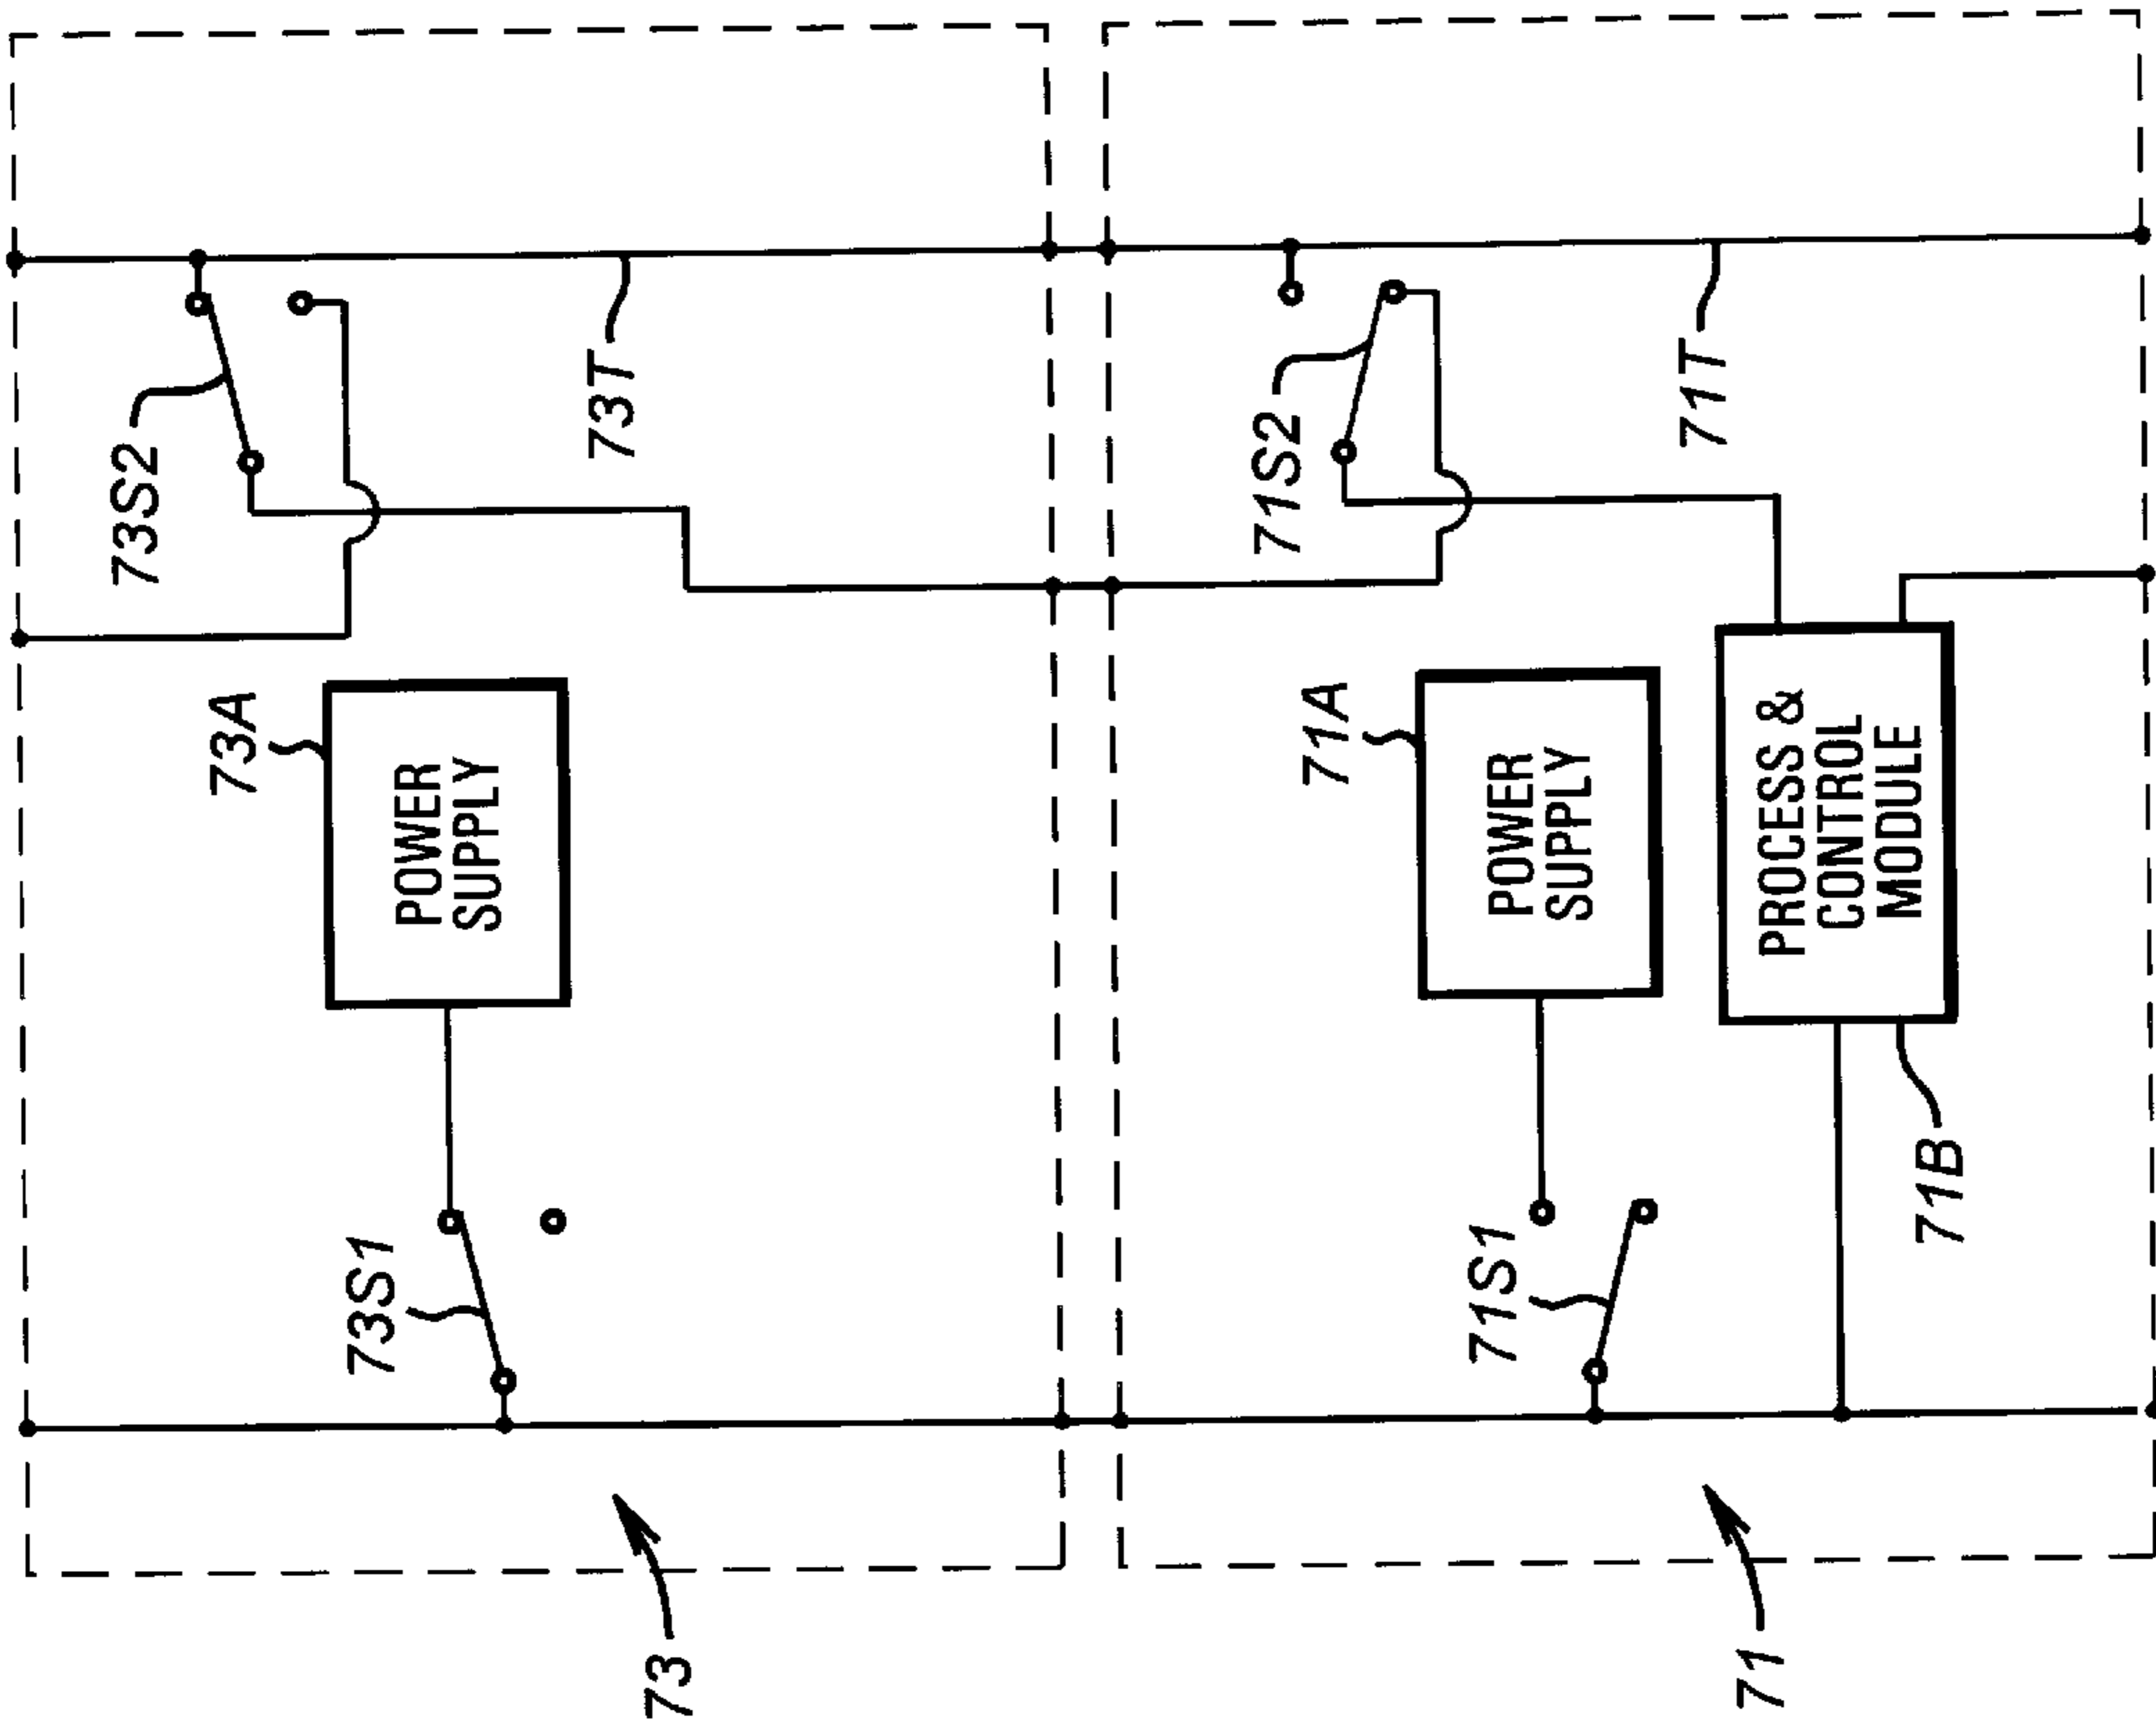 73S2
73T
73A
POWER
SUPPLY
73S1
73
71S2
71T
71A
POWER
SUPPLY
PROCESS &
CONTROL
MODULE
71S1
71B
71